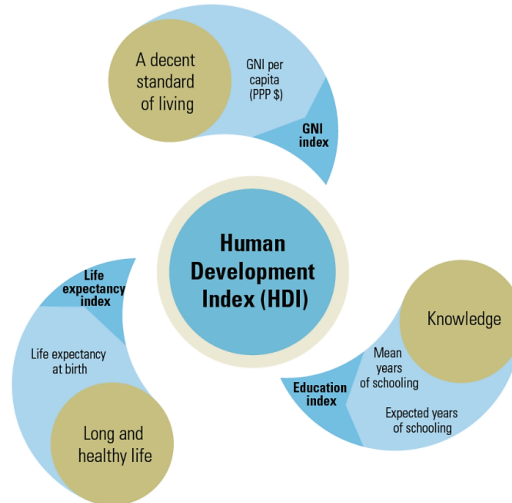 A decent
standard
of living
GNI per
capita
(PPP $)
GNI
index
Human
Development
Index (HDI)
Life
expectancy
index
Life expectancy
at birth
Long and
healthy life
Knowledge
Mean
years
of schooling
Education
index
Expected years
of schooling